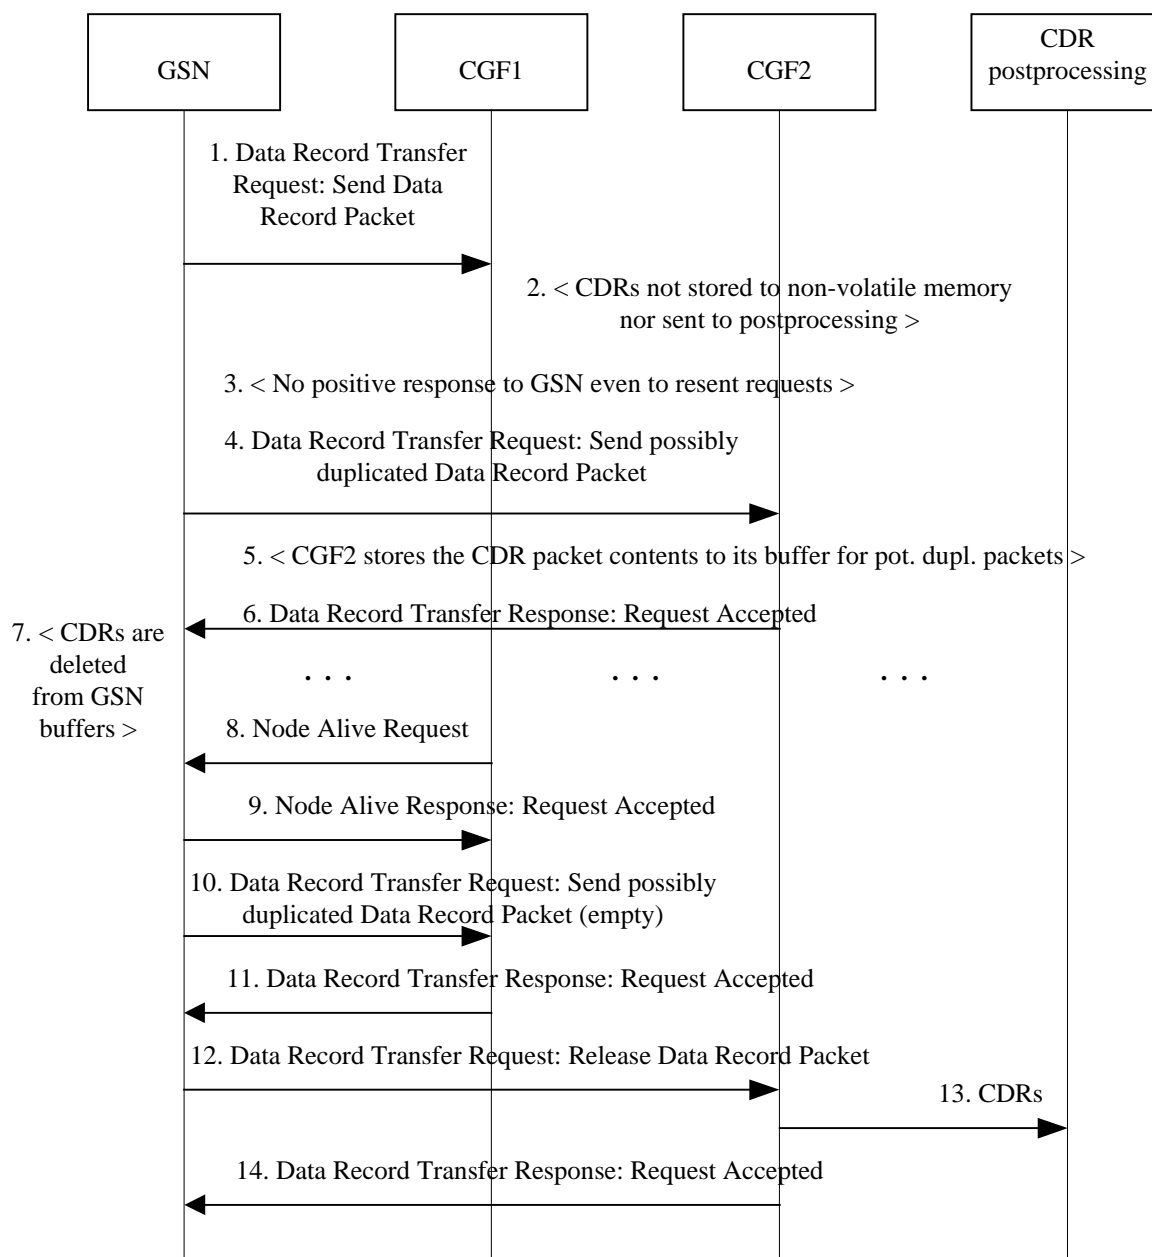 GSN
CGF1
CGF2
CDR
postprocessing
1. Data Record Transfer
Request: Send Data
Record Packet
2. < CDRs not stored to non-volatile memory
nor sent to postprocessing >
3. < No positive response to GSN even to resent requests >
4. Data Record Transfer Request: Send possibly
duplicated Data Record Packet
5. < CGF2 stores the CDR packet contents to its buffer for pot. dupl. packets >
6. Data Record Transfer Response: Request Accepted
7. < CDRs are
deleted
from GSN
buffers >
. . .
. . .
. . .
8. Node Alive Request
9. Node Alive Response: Request Accepted
10. Data Record Transfer Request: Send possibly
duplicated Data Record Packet (empty)
11. Data Record Transfer Response: Request Accepted
12. Data Record Transfer Request: Release Data Record Packet
13. CDRs
14. Data Record Transfer Response: Request Accepted